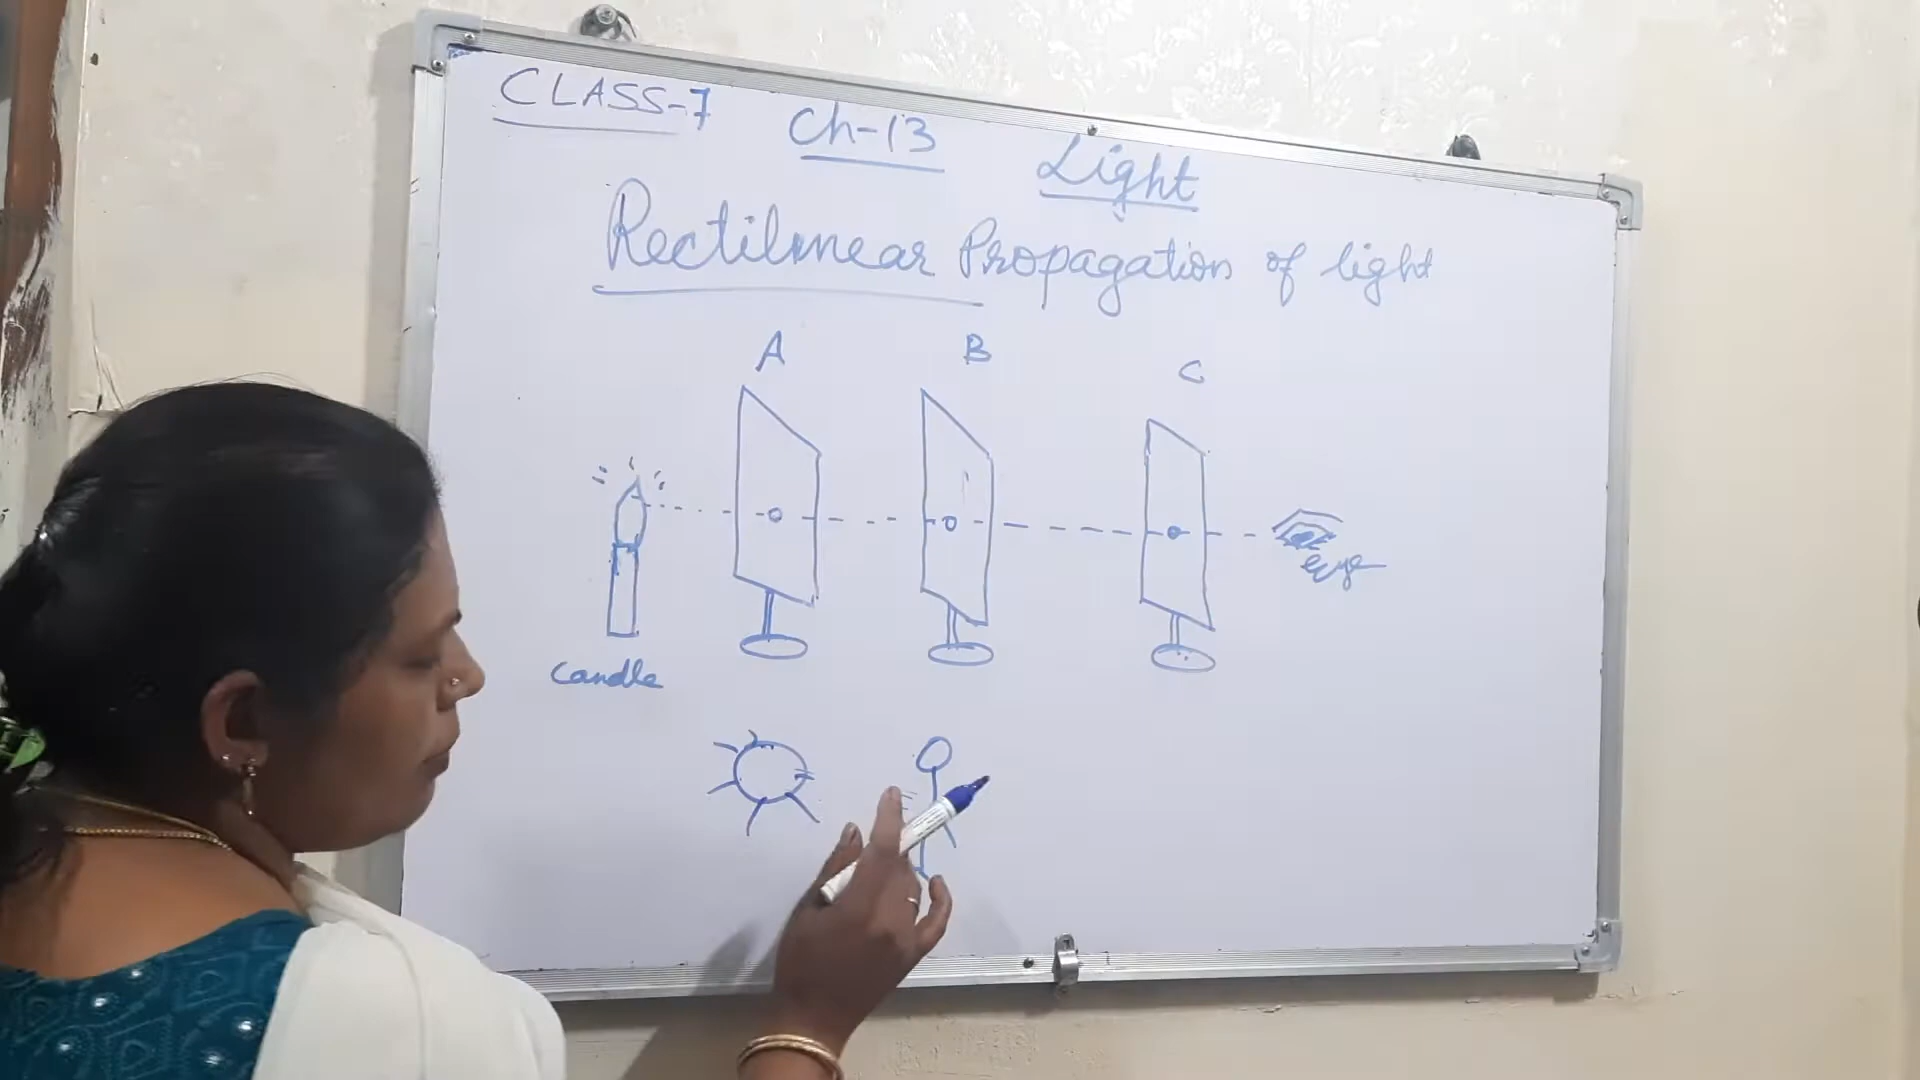 CLASS-7
Ch-13
Light
Rectilinear Propagation of light
A
B
C
eye
Candle